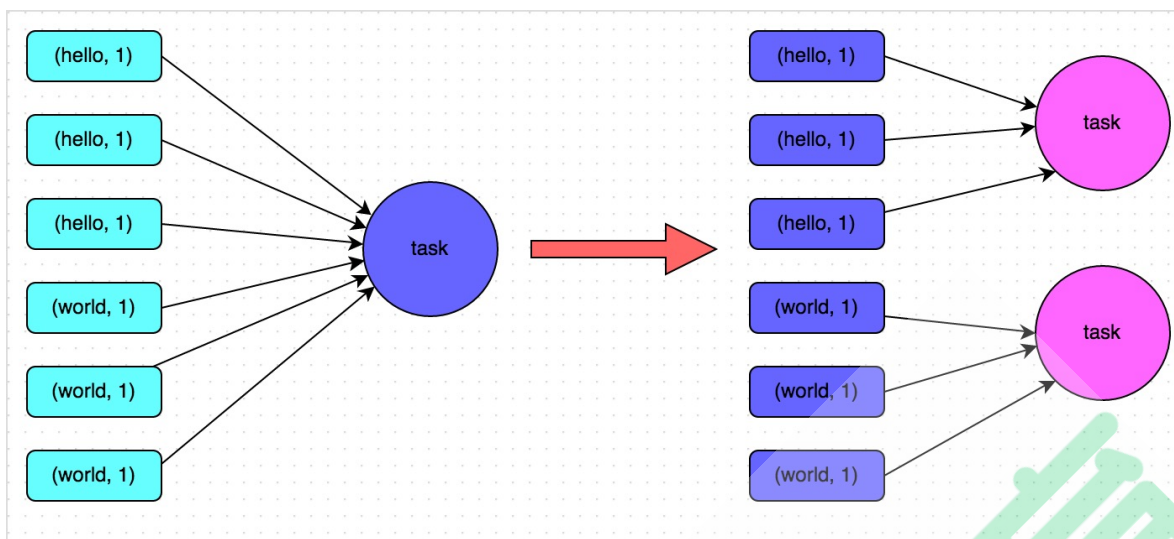 (hello, 1)
(hello, 1)
(hello, 1)
(world, 1)
(world, 1)
(world, 1)
task
(hello, 1)
(hello, 1)
(hello, 1)
(world, 1)
(world, 1)
(world, 1)
task
task